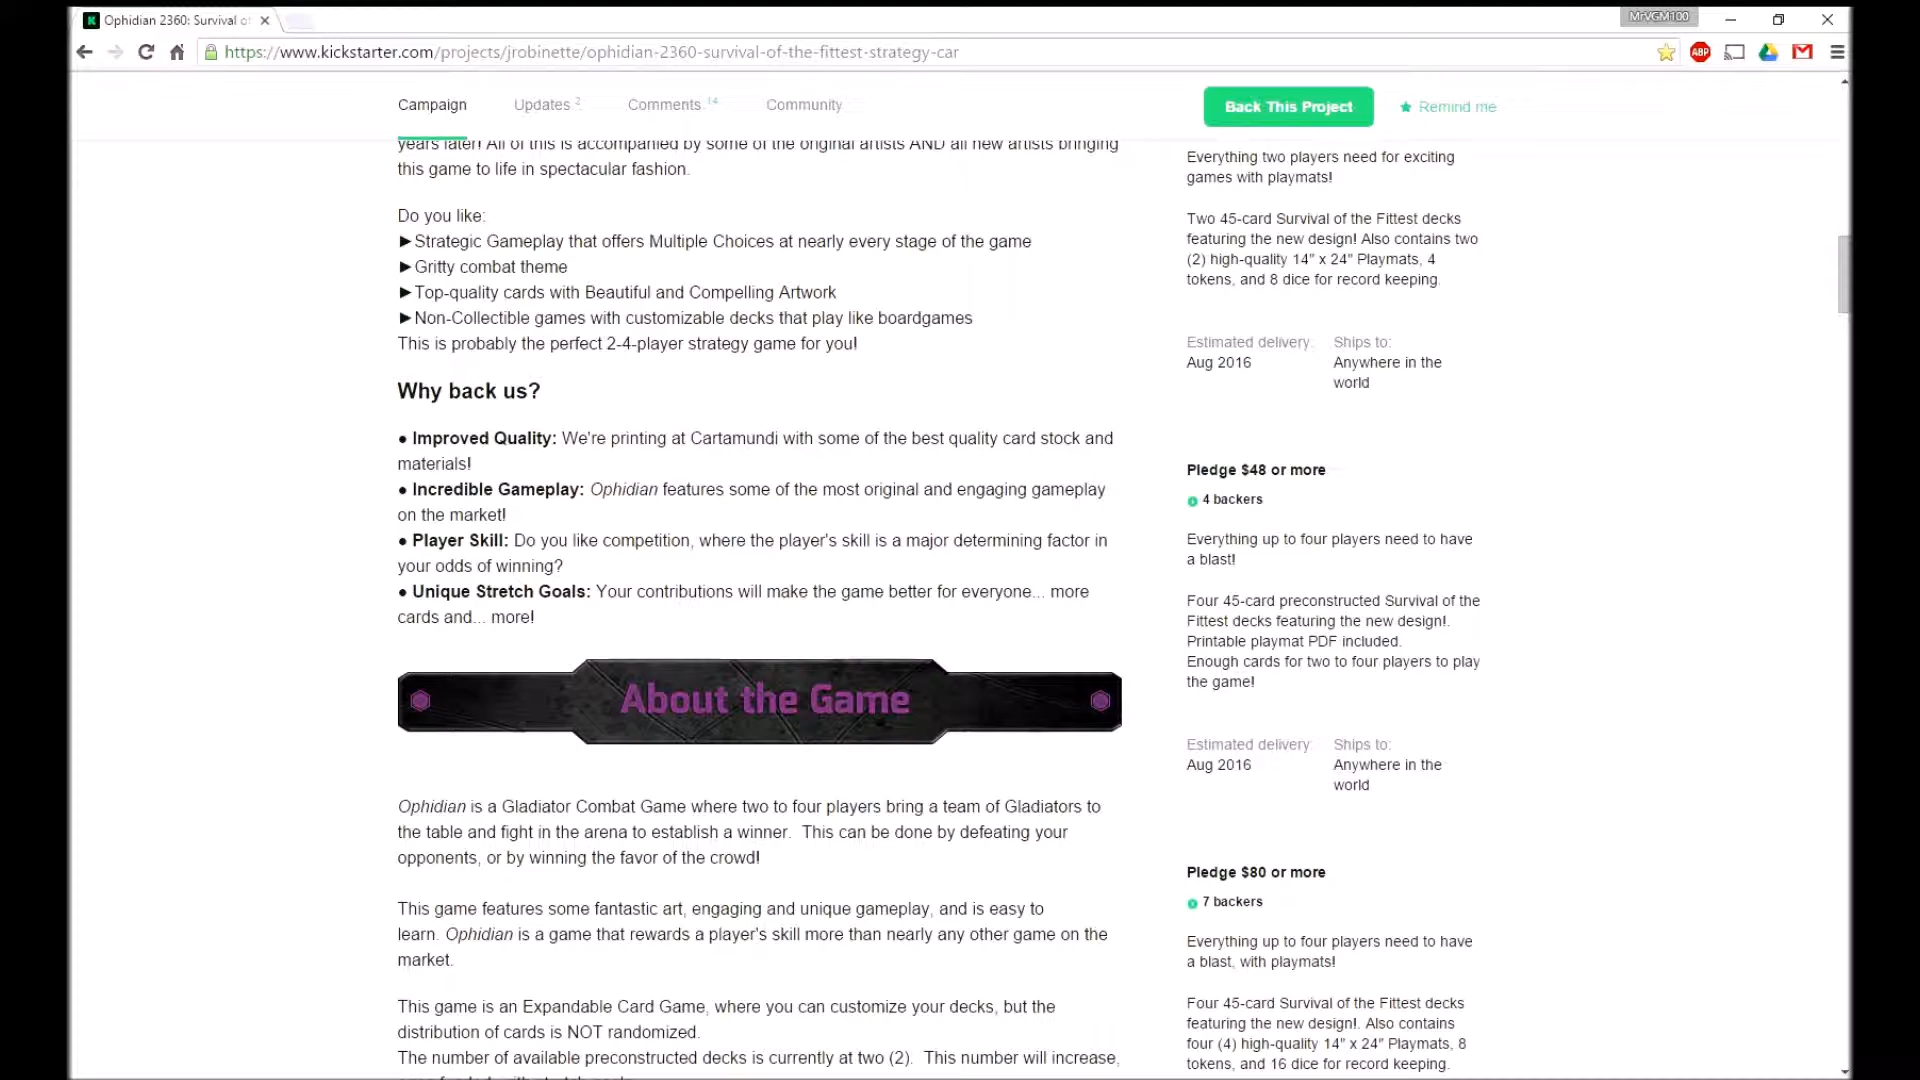 Ophidian 2360: Survival o
MrVGM100
https://www.kickstarter.com/projects/jrobinette/ophidian-2360-survival-of-the-fittest-strategy-car
ABP
Campaign
Updates 2
Comments 14
Community
Back This Project
Remind me
years later! All of this is accompanied by some of the original artists AND all new artists bringing
this game to life in spectacular fashion.
Do you like:
►Strategic Gameplay that offers Multiple Choices at nearly every stage of the game
►Gritty combat theme
►Top-quality cards with Beautiful and Compelling Artwork
►Non-Collectible games with customizable decks that play like boardgames
This is probably the perfect 2-4-player strategy game for you!
Why back us?
● Improved Quality: We're printing at Cartamundi with some of the best quality card stock and
materials!
● Incredible Gameplay: Ophidian features some of the most original and engaging gameplay
on the market!
● Player Skill: Do you like competition, where the player's skill is a major determining factor in
your odds of winning?
● Unique Stretch Goals: Your contributions will make the game better for everyone... more
cards and... more!
About the Game
Ophidian is a Gladiator Combat Game where two to four players bring a team of Gladiators to
the table and fight in the arena to establish a winner.  This can be done by defeating your
opponents, or by winning the favor of the crowd!
This game features some fantastic art, engaging and unique gameplay, and is easy to
learn. Ophidian is a game that rewards a player's skill more than nearly any other game on the
market.
This game is an Expandable Card Game, where you can customize your decks, but the
distribution of cards is NOT randomized.
The number of available preconstructed decks is currently at two (2).  This number will increase,
Everything two players need for exciting
games with playmats!
Two 45-card Survival of the Fittest decks
featuring the new design! Also contains two
(2) high-quality 14" x 24" Playmats, 4
tokens, and 8 dice for record keeping.
Estimated delivery:
Aug 2016
Ships to:
Anywhere in the
world
Pledge $48 or more
4 backers
Everything up to four players need to have
a blast!
Four 45-card preconstructed Survival of the
Fittest decks featuring the new design!.
Printable playmat PDF included.
Enough cards for two to four players to play
the game!
Estimated delivery:
Aug 2016
Ships to:
Anywhere in the
world
Pledge $80 or more
7 backers
Everything up to four players need to have
a blast, with playmats!
Four 45-card Survival of the Fittest decks
featuring the new design!. Also contains
four (4) high-quality 14" x 24" Playmats, 8
tokens, and 16 dice for record keeping.